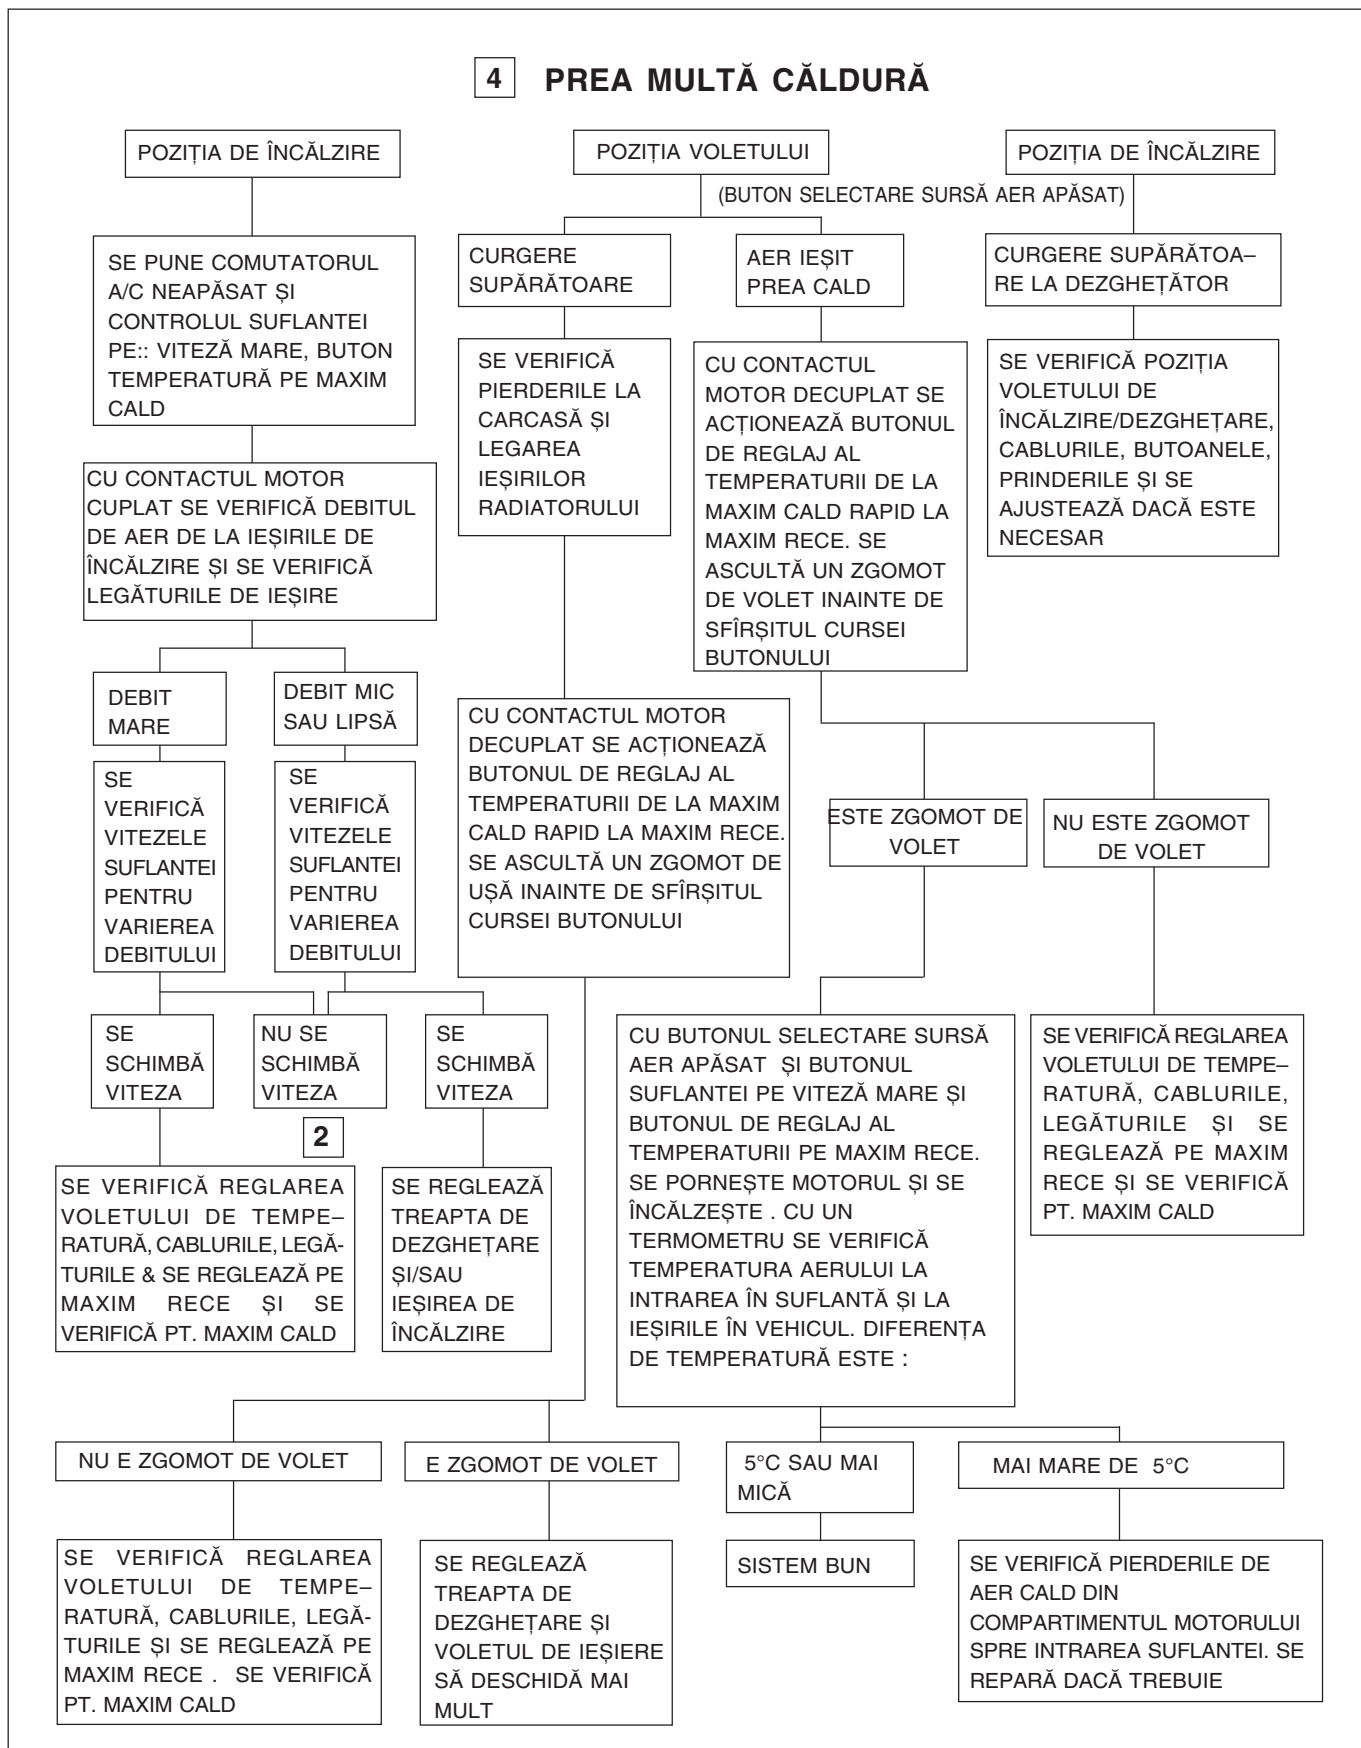 4 PREA MULTĂ CĂLDURĂ
POZIȚIA DE ÎNCĂLZIRE
POZIȚIA VOLETULUI
POZIȚIA DE ÎNCĂLZIRE
(BUTON SELECTARE SURSĂ AER APĂSAT)
SE PUNE COMUTATORUL
A/C NEAPĂSAT ȘI
CONTROLUL SUFLANTEI
PE:: VITEZĂ MARE, BUTON
TEMPERATURĂ PE MAXIM
CALD
CURGERE
SUPĂRĂTOARE
AER IEȘIT
PREA CALD
CURGERE SUPĂRĂTOA–
RE LA DEZGHEȚĂTOR
SE VERIFICĂ
PIERDERILE LA
CARCASĂ ȘI
LEGAREA
IEȘIRILOR
RADIATORULUI
CU CONTACTUL
MOTOR DECUPLAT SE
ACȚIONEAZĂ BUTONUL
DE REGLAJ AL
TEMPERATURII DE LA
MAXIM CALD RAPID LA
MAXIM RECE. SE
ASCULTĂ UN ZGOMOT
DE VOLET INAINTE DE
SFÎRȘITUL CURSEI
BUTONULUI
SE VERIFICĂ POZIȚIA
VOLETULUI DE
ÎNCĂLZIRE/DEZGHEȚARE,
CABLURILE, BUTOANELE,
PRINDERILE ȘI SE
AJUSTEAZĂ DACĂ ESTE
NECESAR
CU CONTACTUL MOTOR
CUPLAT SE VERIFICĂ DEBITUL
DE AER DE LA IEȘIRILE DE
ÎNCĂLZIRE ȘI SE VERIFICĂ
LEGĂTURILE DE IEȘIRE
DEBIT
MARE
DEBIT MIC
SAU LIPSĂ
CU CONTACTUL MOTOR
DECUPLAT SE ACȚIONEAZĂ
BUTONUL DE REGLAJ AL
TEMPERATURII DE LA MAXIM
CALD RAPID LA MAXIM RECE.
SE ASCULTĂ UN ZGOMOT DE
UȘĂ INAINTE DE SFÎRȘITUL
CURSEI BUTONULUI
SE
VERIFICĂ
VITEZELE
SUFLANTEI
PENTRU
VARIEREA
DEBITULUI
SE
VERIFICĂ
VITEZELE
SUFLANTEI
PENTRU
VARIEREA
DEBITULUI
ESTE ZGOMOT DE
VOLET
NU ESTE ZGOMOT
DE VOLET
SE
SCHIMBĂ
VITEZA
NU SE
SCHIMBĂ
VITEZA
SE
SCHIMBĂ
VITEZA
2
CU BUTONUL SELECTARE SURSĂ
AER APĂSAT ȘI BUTONUL
SUFLANTEI PE VITEZĂ MARE ȘI
BUTONUL DE REGLAJ AL
TEMPERATURII PE MAXIM RECE.
SE PORNEȘTE MOTORUL ȘI SE
ÎNCĂLZEȘTE . CU UN
TERMOMETRU SE VERIFICĂ
TEMPERATURA AERULUI LA
INTRAREA ÎN SUFLANTĂ ȘI LA
IEȘIRILE ÎN VEHICUL. DIFERENȚA
DE TEMPERATURĂ ESTE :
SE VERIFICĂ REGLAREA
VOLETULUI DE TEMPE–
RATURĂ, CABLURILE,
LEGĂTURILE ȘI SE
REGLEAZĂ PE MAXIM
RECE ȘI SE VERIFICĂ
PT. MAXIM CALD
SE VERIFICĂ REGLAREA
VOLETULUI DE TEMPE–
RATURĂ, CABLURILE, LEGĂ-
TURILE & SE REGLEAZĂ PE
MAXIM RECE ȘI SE
VERIFICĂ PT. MAXIM CALD
SE REGLEAZĂ
TREAPTA DE
DEZGHEȚARE
ȘI/SAU
IEȘIREA DE
ÎNCĂLZIRE
NU E ZGOMOT DE VOLET
E ZGOMOT DE VOLET
5°C SAU MAI
MICĂ
MAI MARE DE 5°C
SE VERIFICĂ REGLAREA
VOLETULUI DE TEMPE–
RATURĂ, CABLURILE, LEGĂ-
TURILE ȘI SE REGLEAZĂ PE
MAXIM RECE . SE VERIFICĂ
PT. MAXIM CALD
SE REGLEAZĂ
TREAPTA DE
DEZGHEȚARE ȘI
VOLETUL DE IEȘIERE
SĂ DESCHIDĂ MAI
MULT
SISTEM BUN
SE VERIFICĂ PIERDERILE DE
AER CALD DIN
COMPARTIMENTUL MOTORULUI
SPRE INTRAREA SUFLANTEI. SE
REPARĂ DACĂ TREBUIE